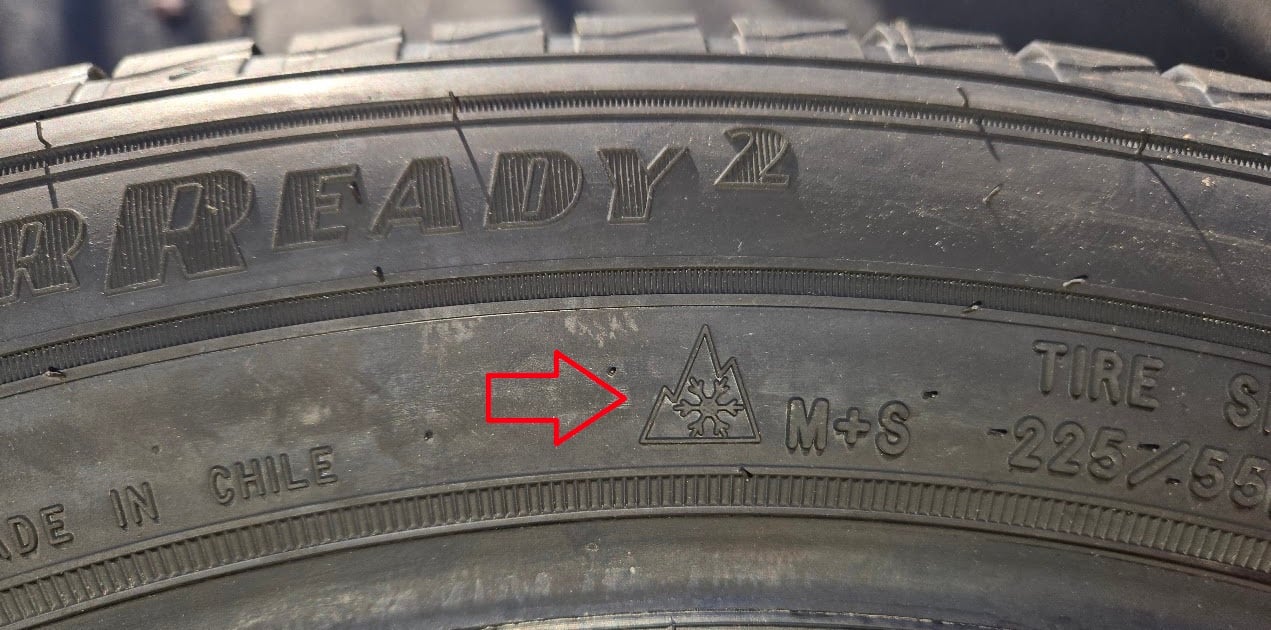 READY2
M+S
TIRE
225/55
IN CHILE